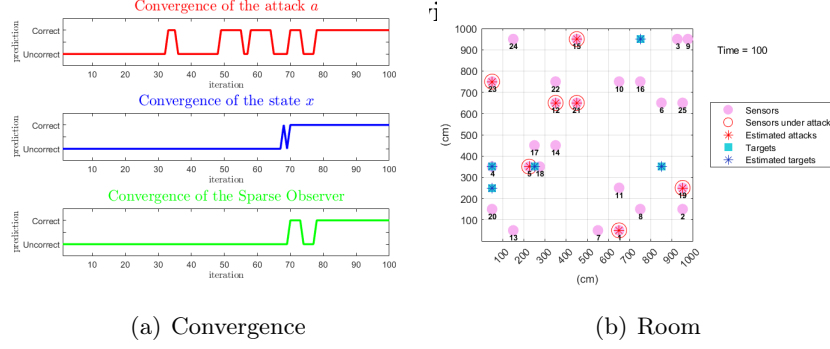 Convergence of the attack a
prediction
Correct
Uncorrect
10 20 30 40 50 60 70 80 90 100
iteration
Convergence of the state x
prediction
Correct
Uncorrect
10 20 30 40 50 60 70 80 90 100
iteration
Convergence of the Sparse Observer
prediction
Correct
Uncorrect
10 20 30 40 50 60 70 80 90 100
iteration
(a) Convergence
1000
900
800
700
600
500
400
300
200
100
(cm)
24 15 3 9
23 22 10 16
12 21 6 25
17 14
4 5 18
11 19
20 8 2
13 7 1
100 200 300 400 500 600 700 800 900 1000
(cm)
Time = 100
Sensors
Sensors under attack
Estimated attacks
Targets
Estimated targets
(b) Room